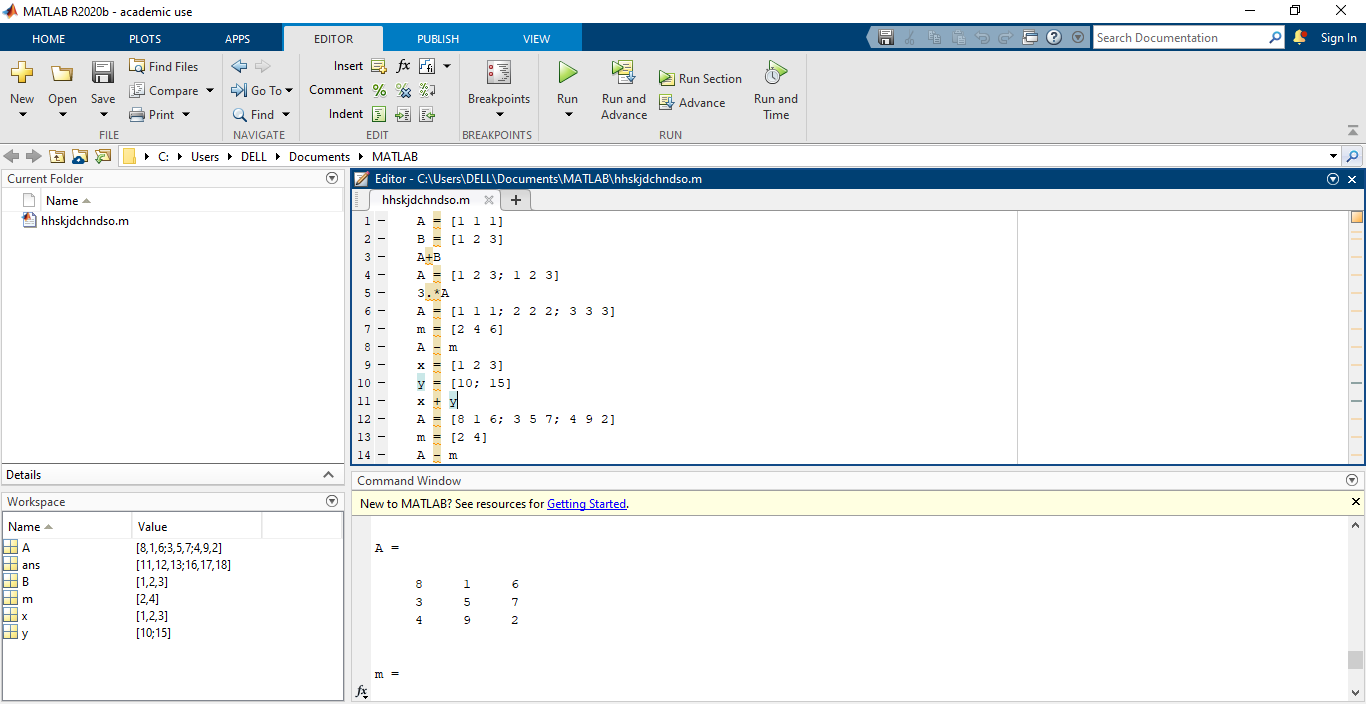 MATLAB R2020b - academic use
HOME PLOTS APPS EDITOR PUBLISH VIEW Search Documentation Sign In
New Open Save Find Files Compare Print
FILE
Go To Find
NAVIGATE
Insert fx
Comment %
Indent
EDIT
Breakpoints
BREAKPOINTS
Run Run and Advance Run Section Advance Run and Time
RUN
C: Users DELL Documents MATLAB
Current Folder
Name
hhskjdchndso.m
Details
Workspace
Name Value
A [8,1,6;3,5,7;4,9,2]
ans [11,12,13;16,17,18]
B [1,2,3]
m [2,4]
x [1,2,3]
y [10;15]
Editor - C:\Users\DELL\Documents\MATLAB\hhskjdchndso.m
hhskjdchndso.m +
1 – A = [1 1 1]
2 – B = [1 2 3]
3 – A+B
4 – A = [1 2 3; 1 2 3]
5 – 3.*A
6 – A = [1 1 1; 2 2 2; 3 3 3]
7 – m = [2 4 6]
8 – A - m
9 – x = [1 2 3]
10 – y = [10; 15]
11 – x + y
12 – A = [8 1 6; 3 5 7; 4 9 2]
13 – m = [2 4]
14 – A - m
Command Window
New to MATLAB? See resources for Getting Started.
A =
8 1 6
3 5 7
4 9 2
m =
fx